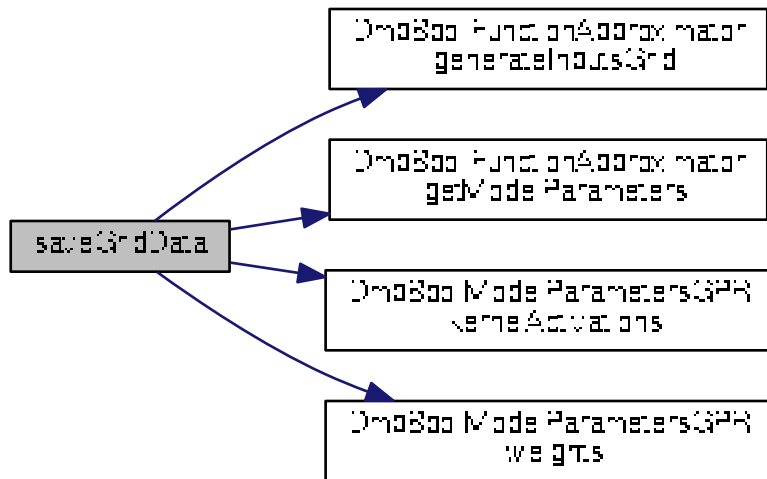 DmpBbo::FunctionApproximator
::generateInputsGrid
DmpBbo::FunctionApproximator
::getModelParameters
saveGridData
DmpBbo::ModelParametersGPR
::kernelActivations
DmpBbo::ModelParametersGPR
::weights